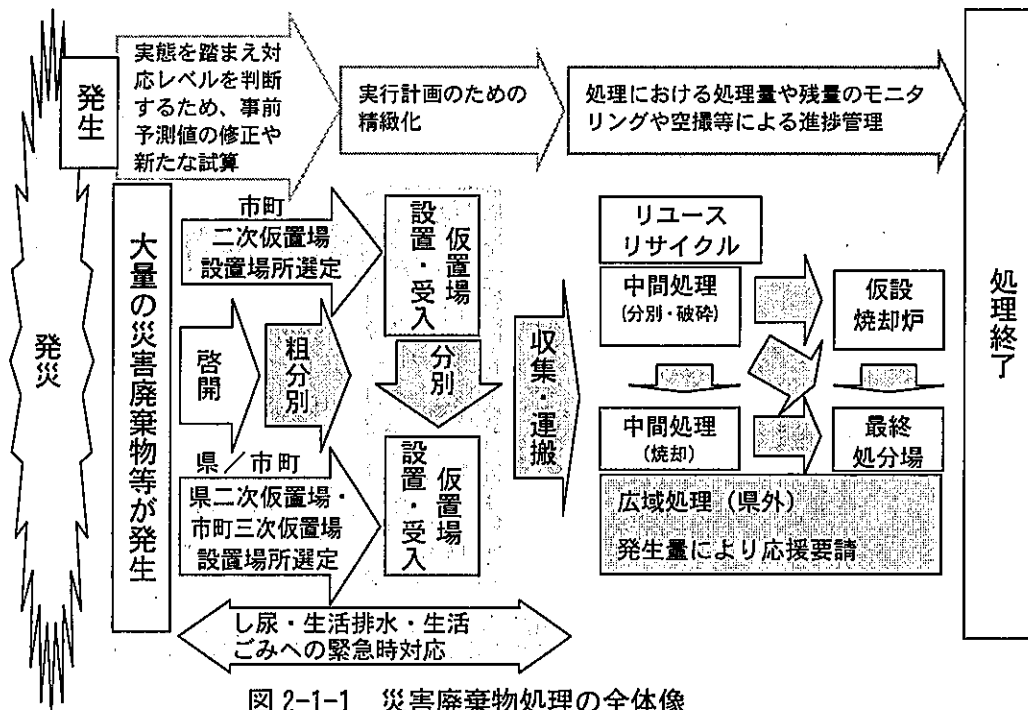 発災
発生
実態を踏まえ対
応レベルを判断
するため、事前
予測値の修正や
新たな試算
実行計画のための
精緻化
処理における処理量や残量のモニタ
リングや空撮等による進捗管理
処理終了
大量の災害廃棄物等が発生
市町
二次仮置場
設置場所選定
啓開
粗分別
県／市町
県二次仮置場・
市町三次仮置場
設置場所選定
仮置場
設置・受入
分別
仮置場
設置・受入
収集・運搬
リユース
リサイクル
中間処理
(分別・破砕)
仮設
焼却炉
中間処理
(焼却)
最終
処分場
広域処理（県外）
発生量により応援要請
し尿・生活排水・生活
ごみへの緊急時対応
図 2-1-1 災害廃棄物処理の全体像